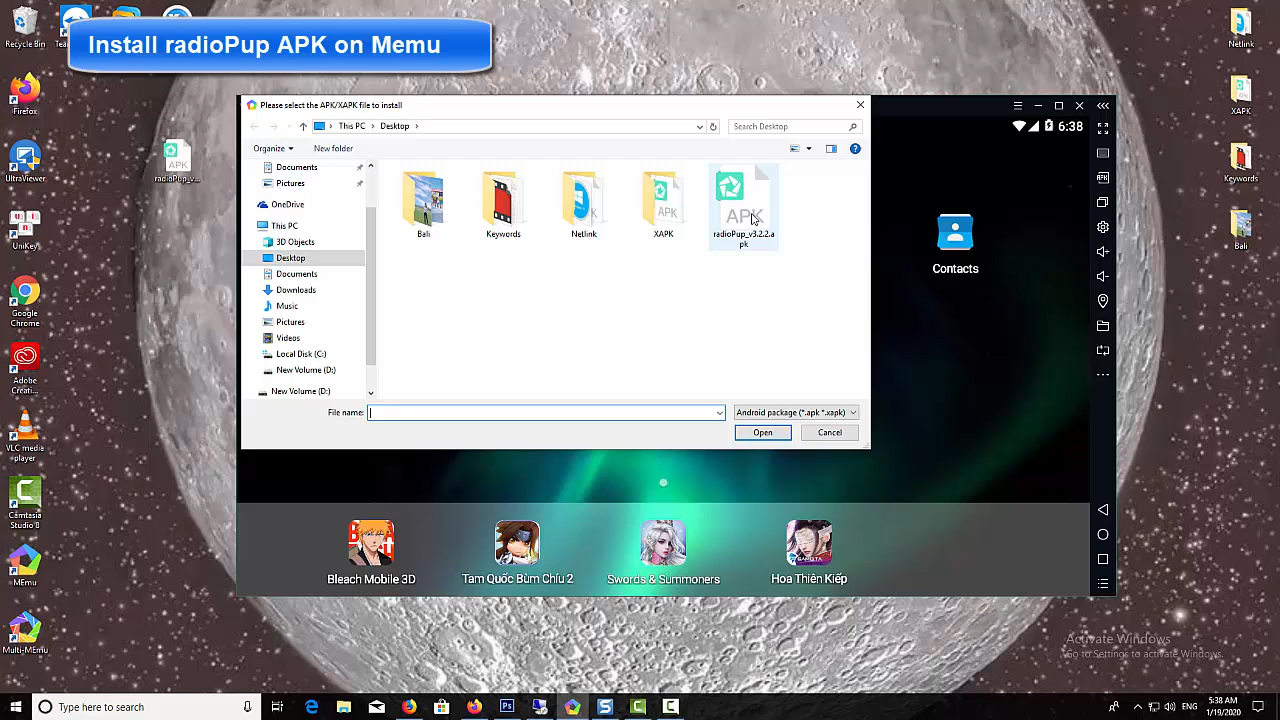 Install radioPup APK on Memu
Recycle Bin
Firefox
UltraViewer
UniKey
Google
Chrome
Adobe
Creati...
VLC media
player
Camtasia
Studio 8
MEmu
Multi-MEmu
APK
radioPup_v...
Netlink
XAPK
Keywords
Bali
Please select the APK/XAPK file to install
This PC
Desktop
Search Desktop
Organize
New folder
Documents
Pictures
OneDrive
This PC
3D Objects
Desktop
Documents
Downloads
Music
Pictures
Videos
Local Disk (C:)
New Volume (D:)
New Volume (D:)
Bali
Keywords
Netlink
APK
XAPK
APK
radioPup_v3.2.2.a
pk
File name:
Android package (*.apk *.xapk)
Open
Cancel
6:38
Contacts
Bleach Mobile 3D
Tam Quốc Bùm Chíu 2
Swords & Summoners
Hoa Thiên Kiếp
Activate Windows
Go to Settings to activate Windows.
Type here to search
ENG
5:38 AM
1/19/2020